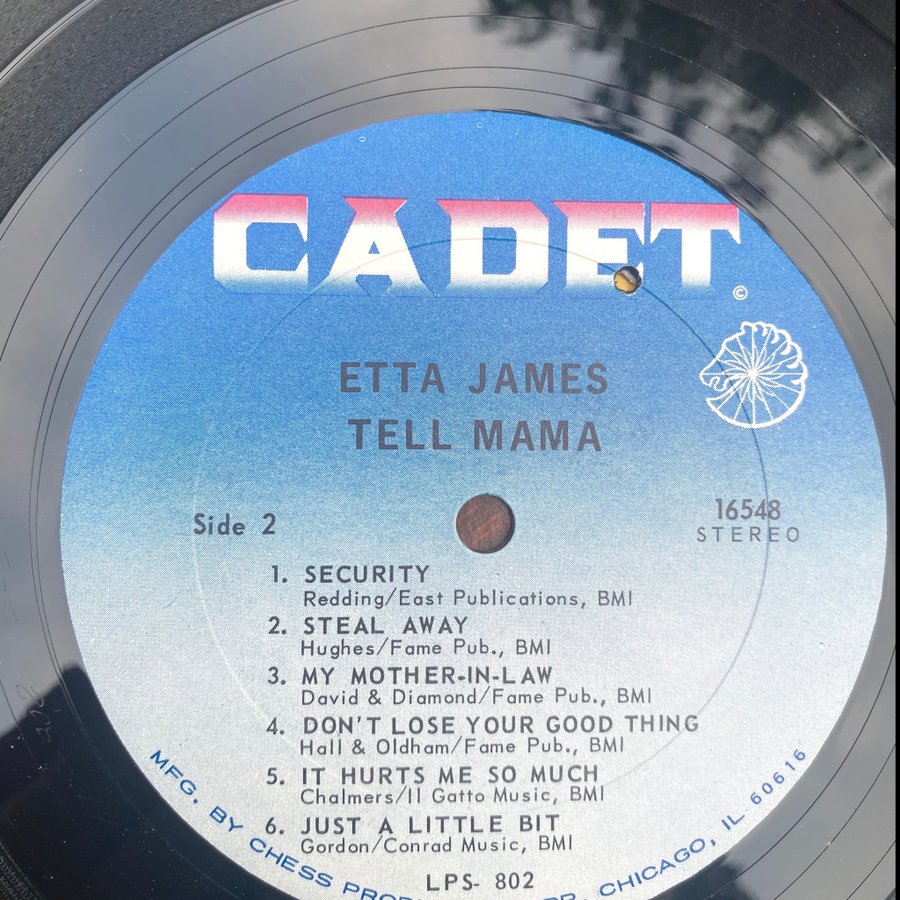 CADET
©
ETTA JAMES
TELL MAMA
Side 2
16548
STEREO
1. SECURITY
Redding/East Publications, BMI
2. STEAL AWAY
Hughes/Fame Pub., BMI
3. MY MOTHER-IN-LAW
David & Diamond/Fame Pub., BMI
4. DON'T LOSE YOUR GOOD THING
Hall & Oldham/Fame Pub., BMI
5. IT HURTS ME SO MUCH
Chalmers/Il Gatto Music, BMI
6. JUST A LITTLE BIT
Gordon/Conrad Music, BMI
LPS- 802
MFG. BY CHESS CHICAGO, IL 60616